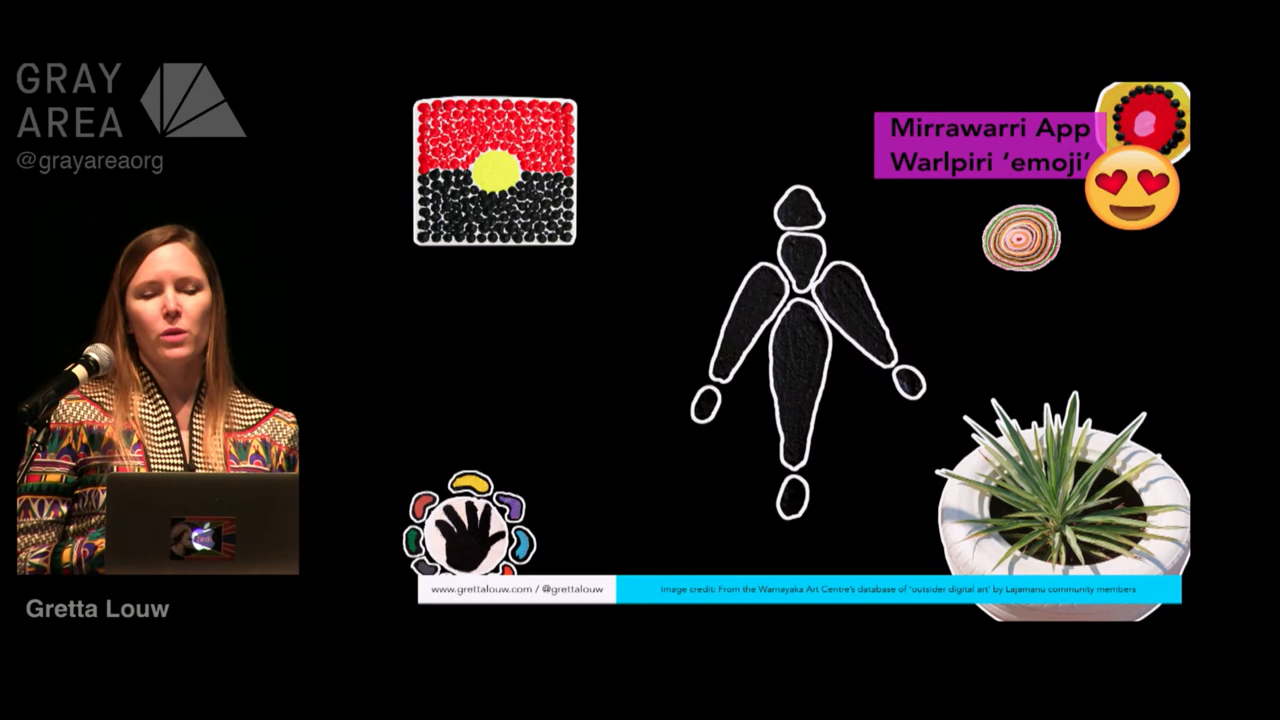 GRAY
AREA
@grayareaorg
Mirrawarri App
Warlpiri ‘emoji’
www.grettalouw.com / @grettalouw
Image credit: From the Warnayaka Art Centre's database of 'outsider digital art' by Lajamanu community members
Gretta Louw